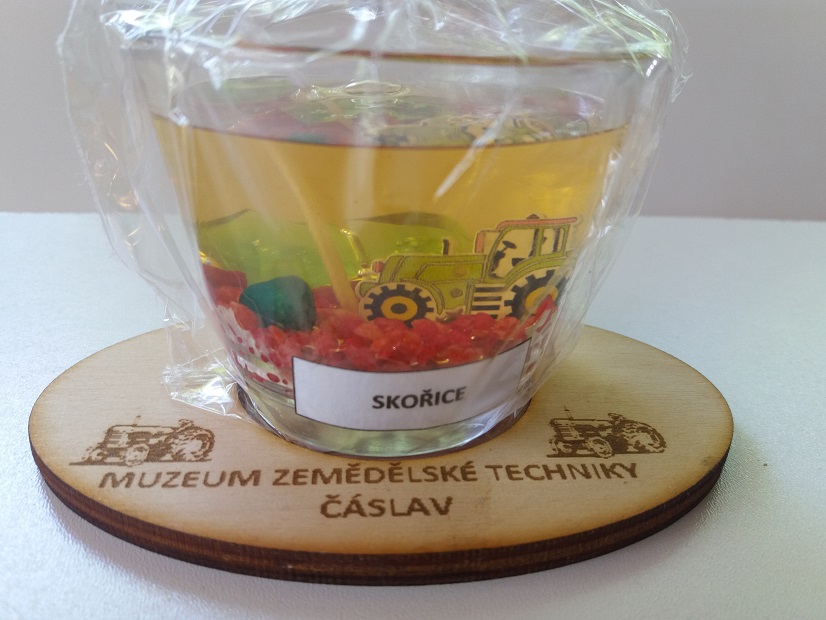 SKOŘICE
MUZEUM ZEMĚDĚLSKÉ TECHNIKY
ČÁSLAV